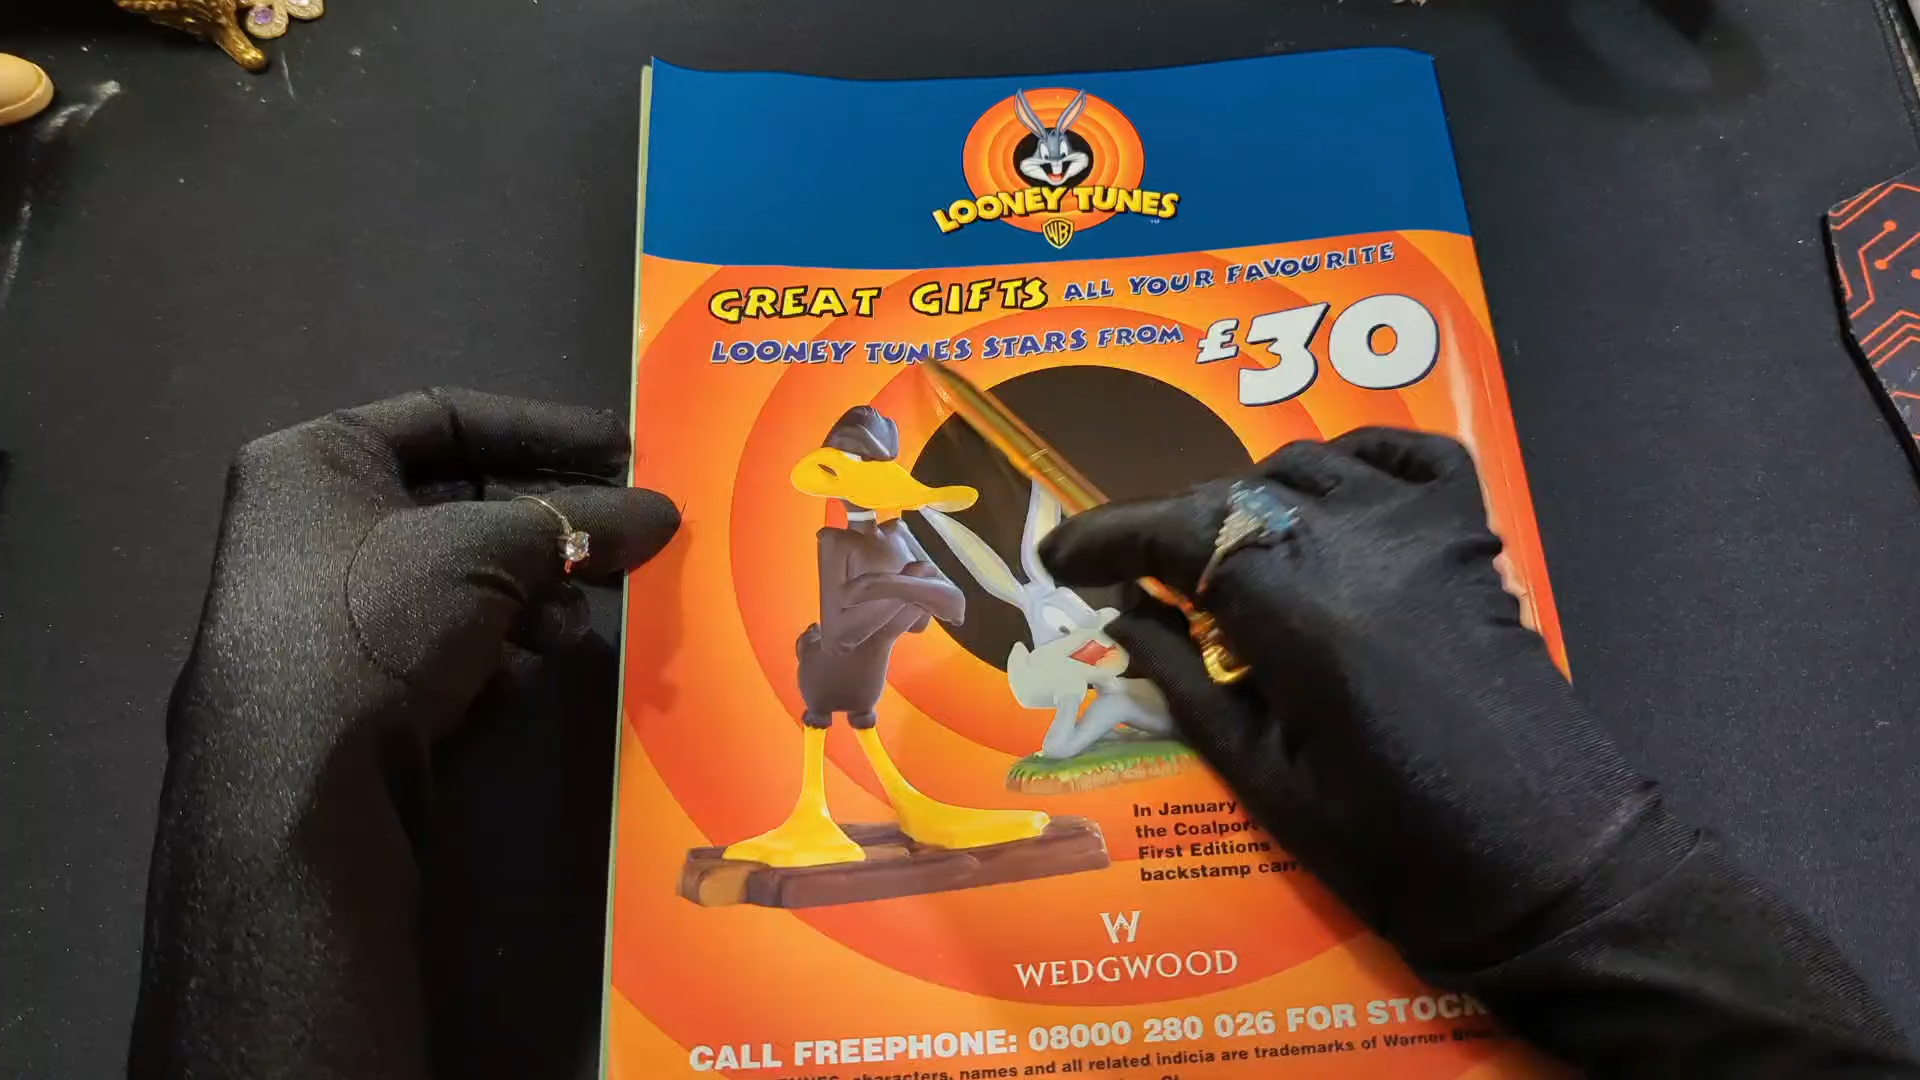 LOONEY TUNES
WB
GREAT GIFTS ALL YOUR FAVOURITE
LOONEY TUNES STARS FROM £30
In January
the Coalport
First Editions
backstamp
W
WEDGWOOD
CALL FREEPHONE: 08000 280 026 FOR STOCK
characters, names and all related indicia are trademarks of Warner